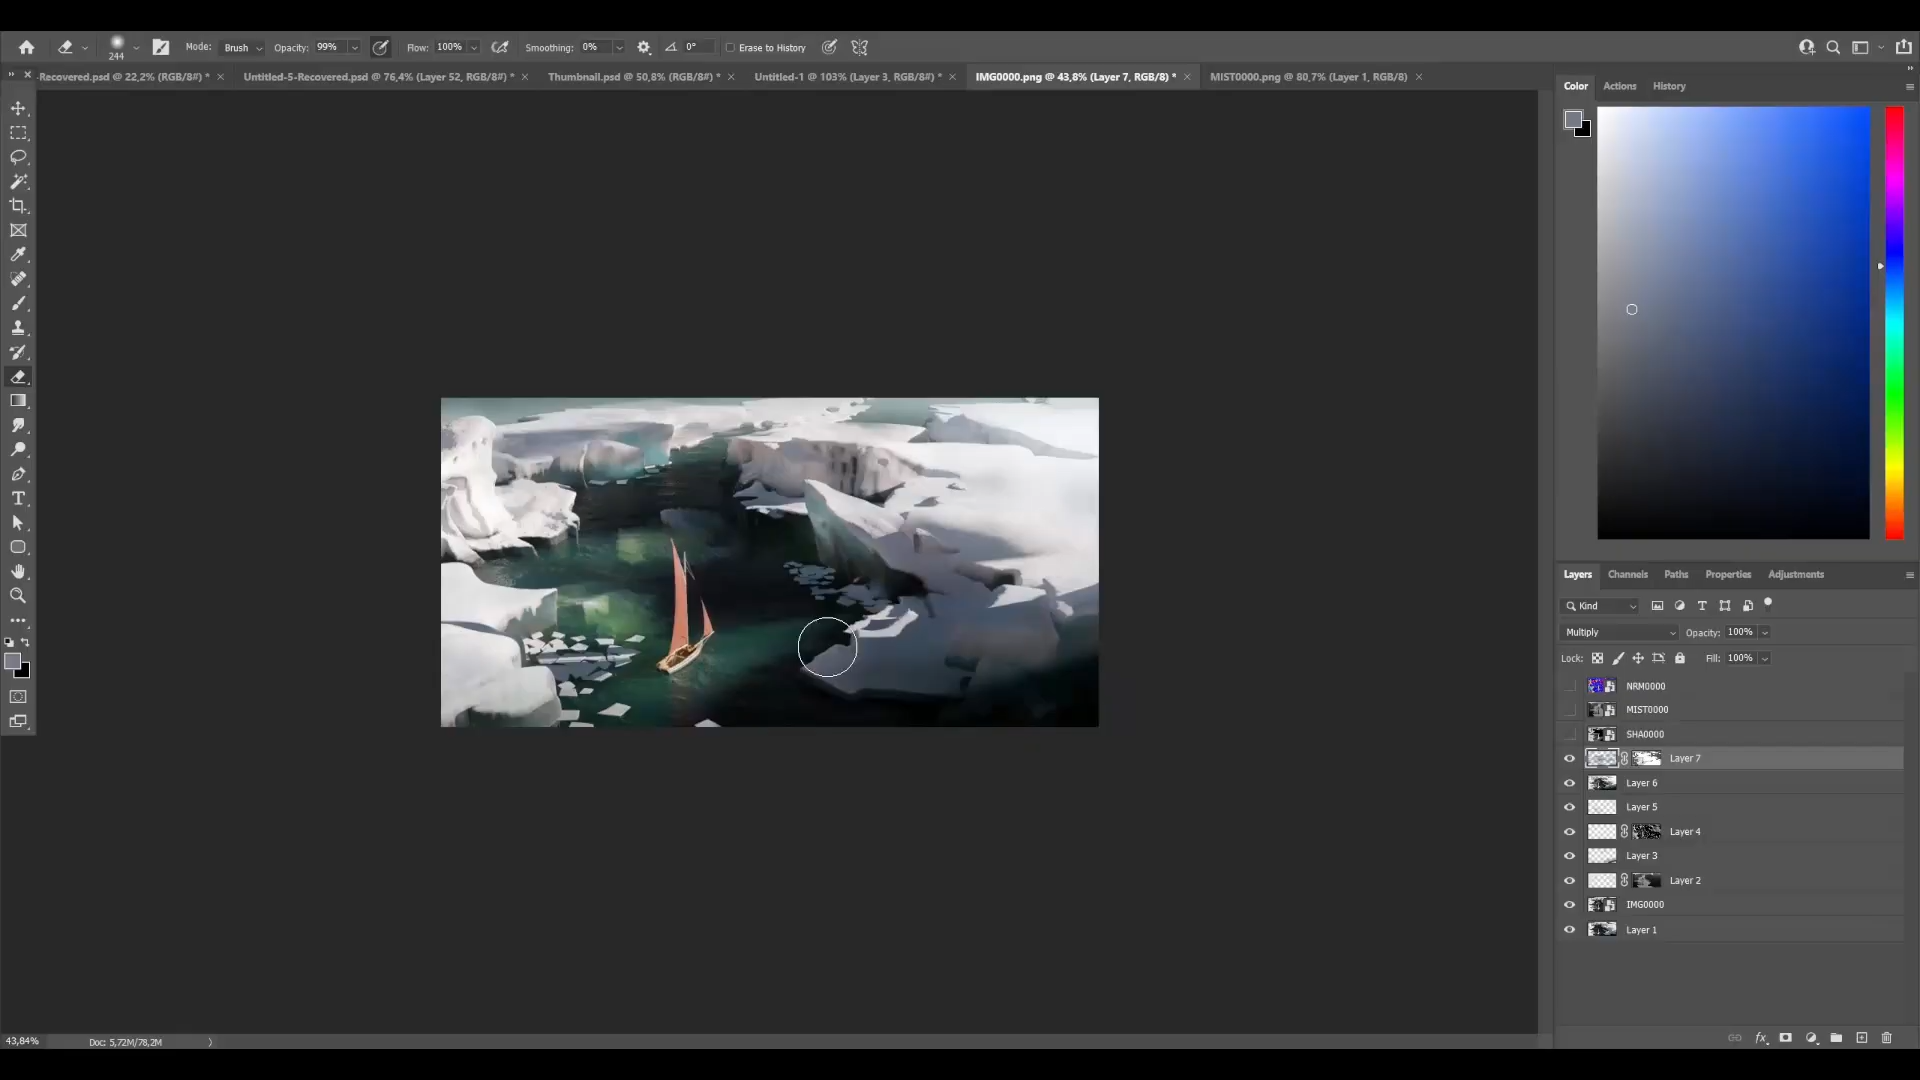 244
Mode: Brush Opacity: 99% Flow: 100% Smoothing: 0% 0° Erase to History
-Recovered.psd @ 22,2% (RGB/8#) * Untitled-5-Recovered.psd @ 76,4% (Layer 52, RGB/8#) * Thumbnail.psd @ 50,8% (RGB/8#) * Untitled-1 @ 103% (Layer 3, RGB/8#) * IMG0000.png @ 43,8% (Layer 7, RGB/8) * MIST0000.png @ 80,7% (Layer 1, RGB/8)
Color Actions History
Layers Channels Paths Properties Adjustments
Kind
Multiply Opacity: 100%
Lock: Fill: 100%
NRM0000
MIST0000
SHA0000
Layer 7
Layer 6
Layer 5
Layer 4
Layer 3
Layer 2
IMG0000
Layer 1
43,84% Doc: 5,72M/78,2M
fx